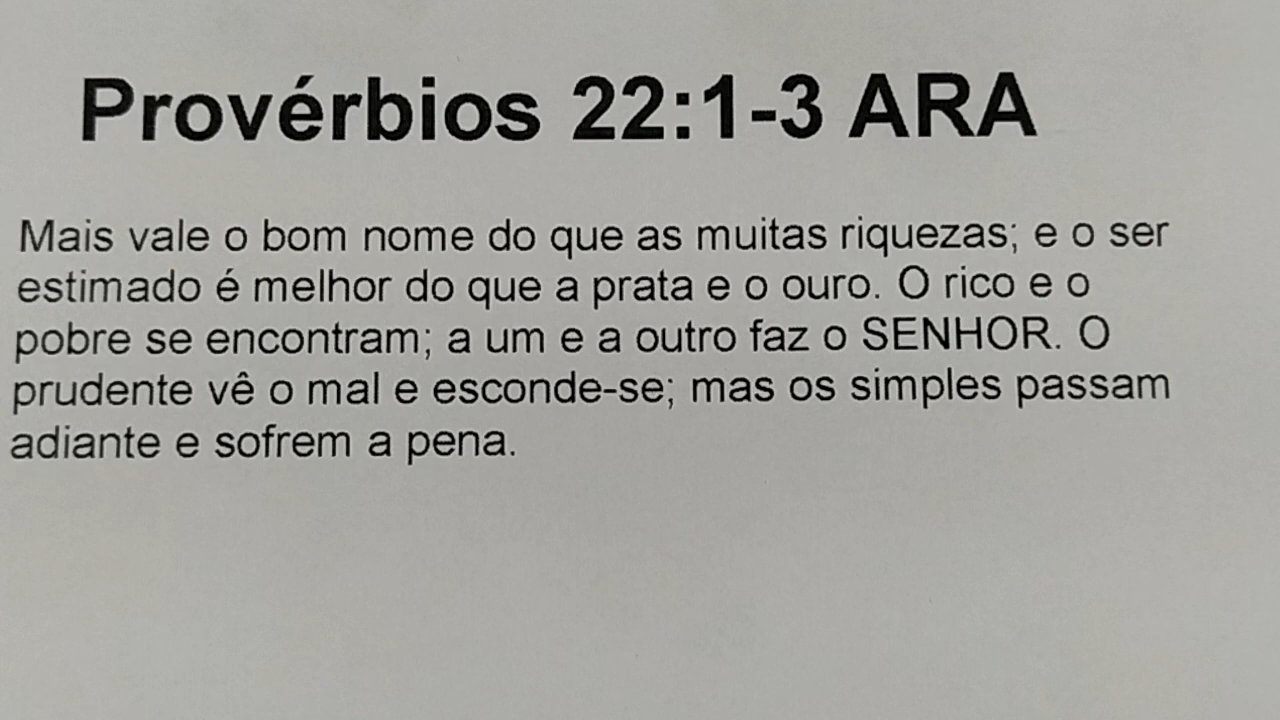 Provérbios 22:1-3 ARA
Mais vale o bom nome do que as muitas riquezas; e o ser
estimado é melhor do que a prata e o ouro. O rico e o
pobre se encontram; a um e a outro faz o SENHOR. O
prudente vê o mal e esconde-se; mas os simples passam
adiante e sofrem a pena.